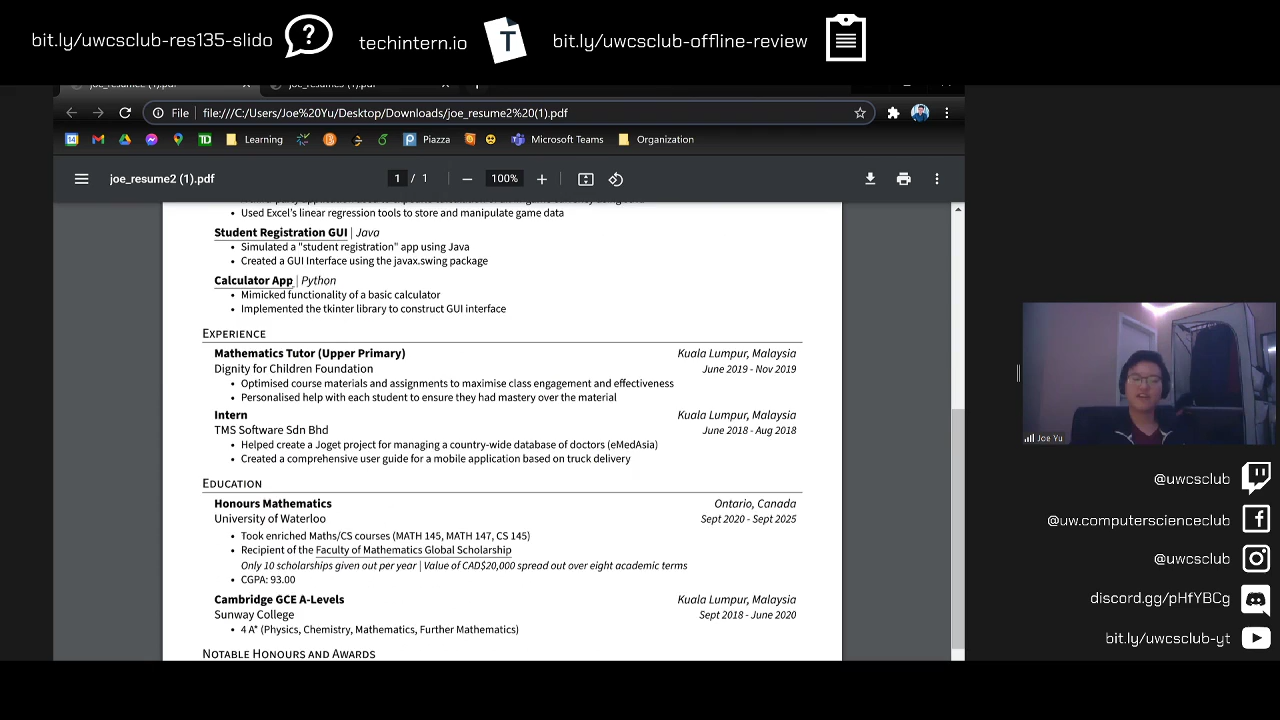 bit.ly/uwcsclub-res135-slido
?
techintern.io
T
bit.ly/uwcsclub-offline-review
File
file:///C:/Users/Joe%20Yu/Desktop/Downloads/joe_resume2%20(1).pdf
14
TD
Learning
Piazza
Microsoft Teams
Organization
joe_resume2 (1).pdf
1 / 1
100%
• Used Excel's linear regression tools to store and manipulate game data
Student Registration GUI | Java
• Simulated a "student registration" app using Java
• Created a GUI Interface using the javax.swing package
Calculator App | Python
• Mimicked functionality of a basic calculator
• Implemented the tkinter library to construct GUI interface
EXPERIENCE
Mathematics Tutor (Upper Primary) Kuala Lumpur, Malaysia
Dignity for Children Foundation June 2019 - Nov 2019
• Optimised course materials and assignments to maximise class engagement and effectiveness
• Personalised help with each student to ensure they had mastery over the material
Intern Kuala Lumpur, Malaysia
TMS Software Sdn Bhd June 2018 - Aug 2018
• Helped create a Joget project for managing a country-wide database of doctors (eMedAsia)
• Created a comprehensive user guide for a mobile application based on truck delivery
EDUCATION
Honours Mathematics Ontario, Canada
University of Waterloo Sept 2020 - Sept 2025
• Took enriched Maths/CS courses (MATH 145, MATH 147, CS 145)
• Recipient of the Faculty of Mathematics Global Scholarship
Only 10 scholarships given out per year | Value of CAD$20,000 spread out over eight academic terms
• CGPA: 93.00
Cambridge GCE A-Levels Kuala Lumpur, Malaysia
Sunway College Sept 2018 - June 2020
• 4 A* (Physics, Chemistry, Mathematics, Further Mathematics)
NOTABLE HONOURS AND AWARDS
Joe Yu
@uwcsclub
@uw.computerscienceclub
@uwcsclub
discord.gg/pHfYBCg
bit.ly/uwcsclub-yt